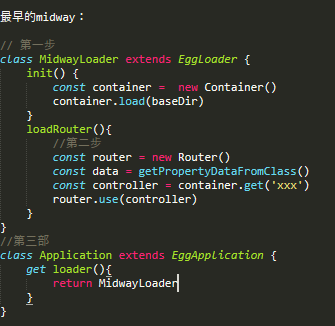 最早的midway：
// 第一步
class MidwayLoader extends EggLoader {
init() {
const container = new Container()
container.load(baseDir)
}
loadRouter(){
//第二步
const router = new Router()
const data = getPropertyDataFromClass()
const controller = container.get('xxx')
router.use(controller)
}
}
//第三部
class Application extends EggApplication {
get loader(){
return MidwayLoader
}
}